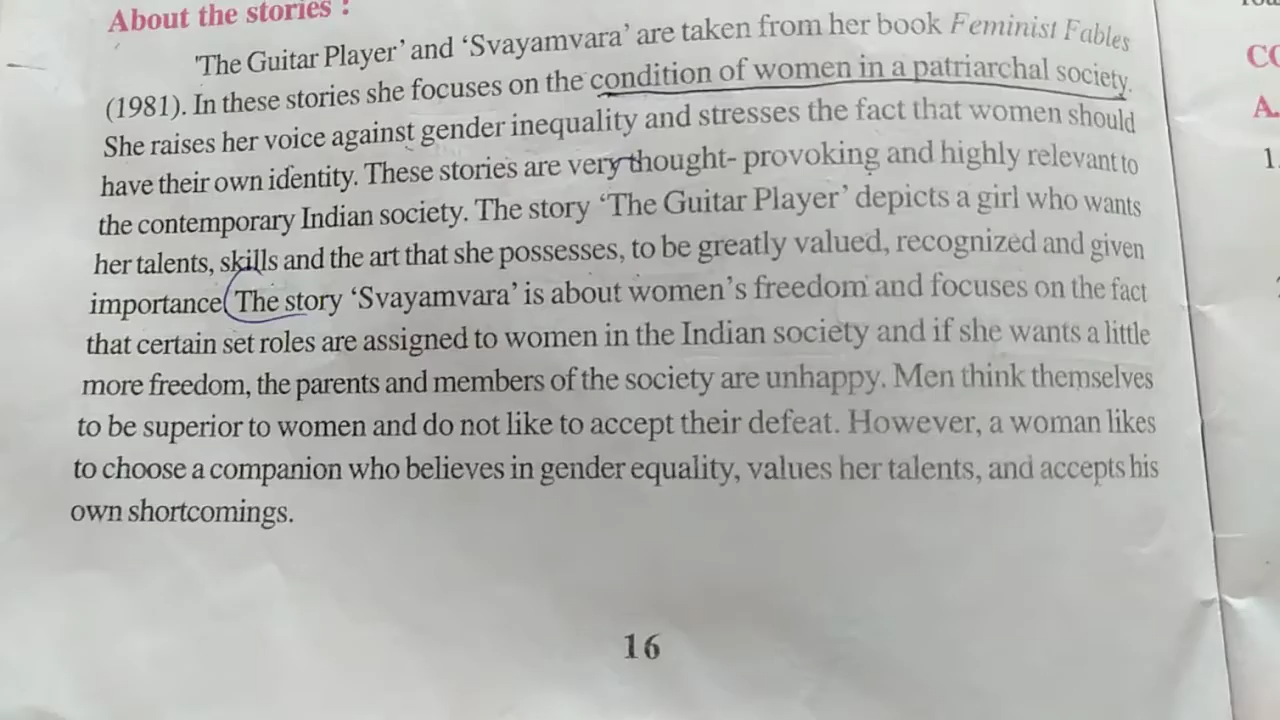 About the stories :
'The Guitar Player' and 'Svayamvara' are taken from her book Feminist Fables
(1981). In these stories she focuses on the condition of women in a patriarchal society.
She raises her voice against gender inequality and stresses the fact that women should
have their own identity. These stories are very thought- provoking and highly relevant to
the contemporary Indian society. The story 'The Guitar Player' depicts a girl who wants
her talents, skills and the art that she possesses, to be greatly valued, recognized and given
importance. The story 'Svayamvara' is about women's freedom and focuses on the fact
that certain set roles are assigned to women in the Indian society and if she wants a little
more freedom, the parents and members of the society are unhappy. Men think themselves
to be superior to women and do not like to accept their defeat. However, a woman likes
to choose a companion who believes in gender equality, values her talents, and accepts his
own shortcomings.
16
A.
1.